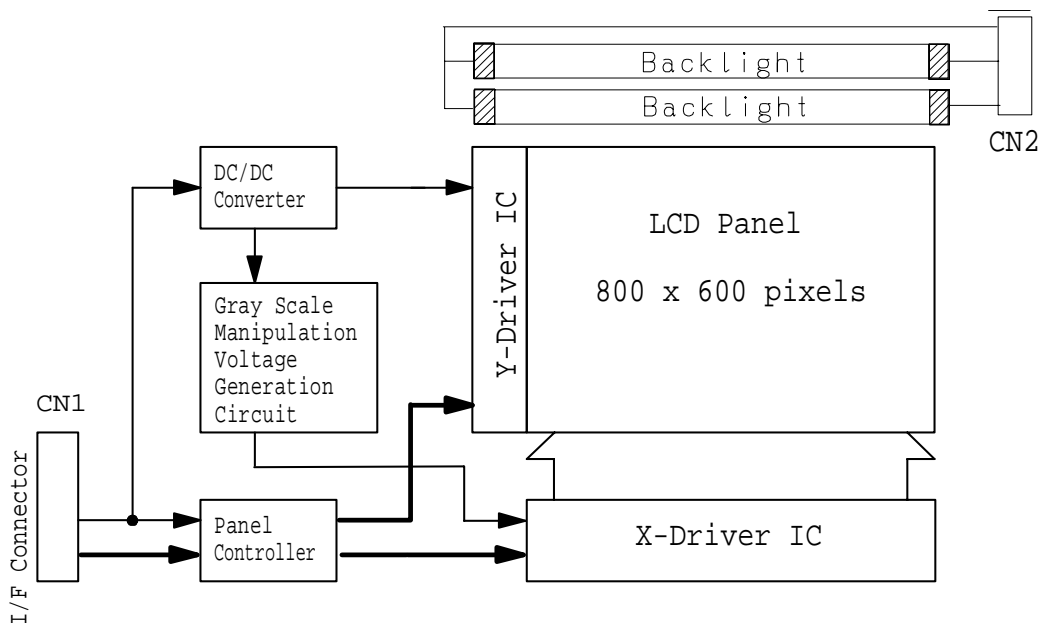 Backlight
Backlight
CN2
DC/DC
Converter
Y-Driver IC
LCD Panel
800 x 600 pixels
Gray Scale
Manipulation
Voltage
Generation
Circuit
CN1
I/F Connector
Panel
Controller
X-Driver IC